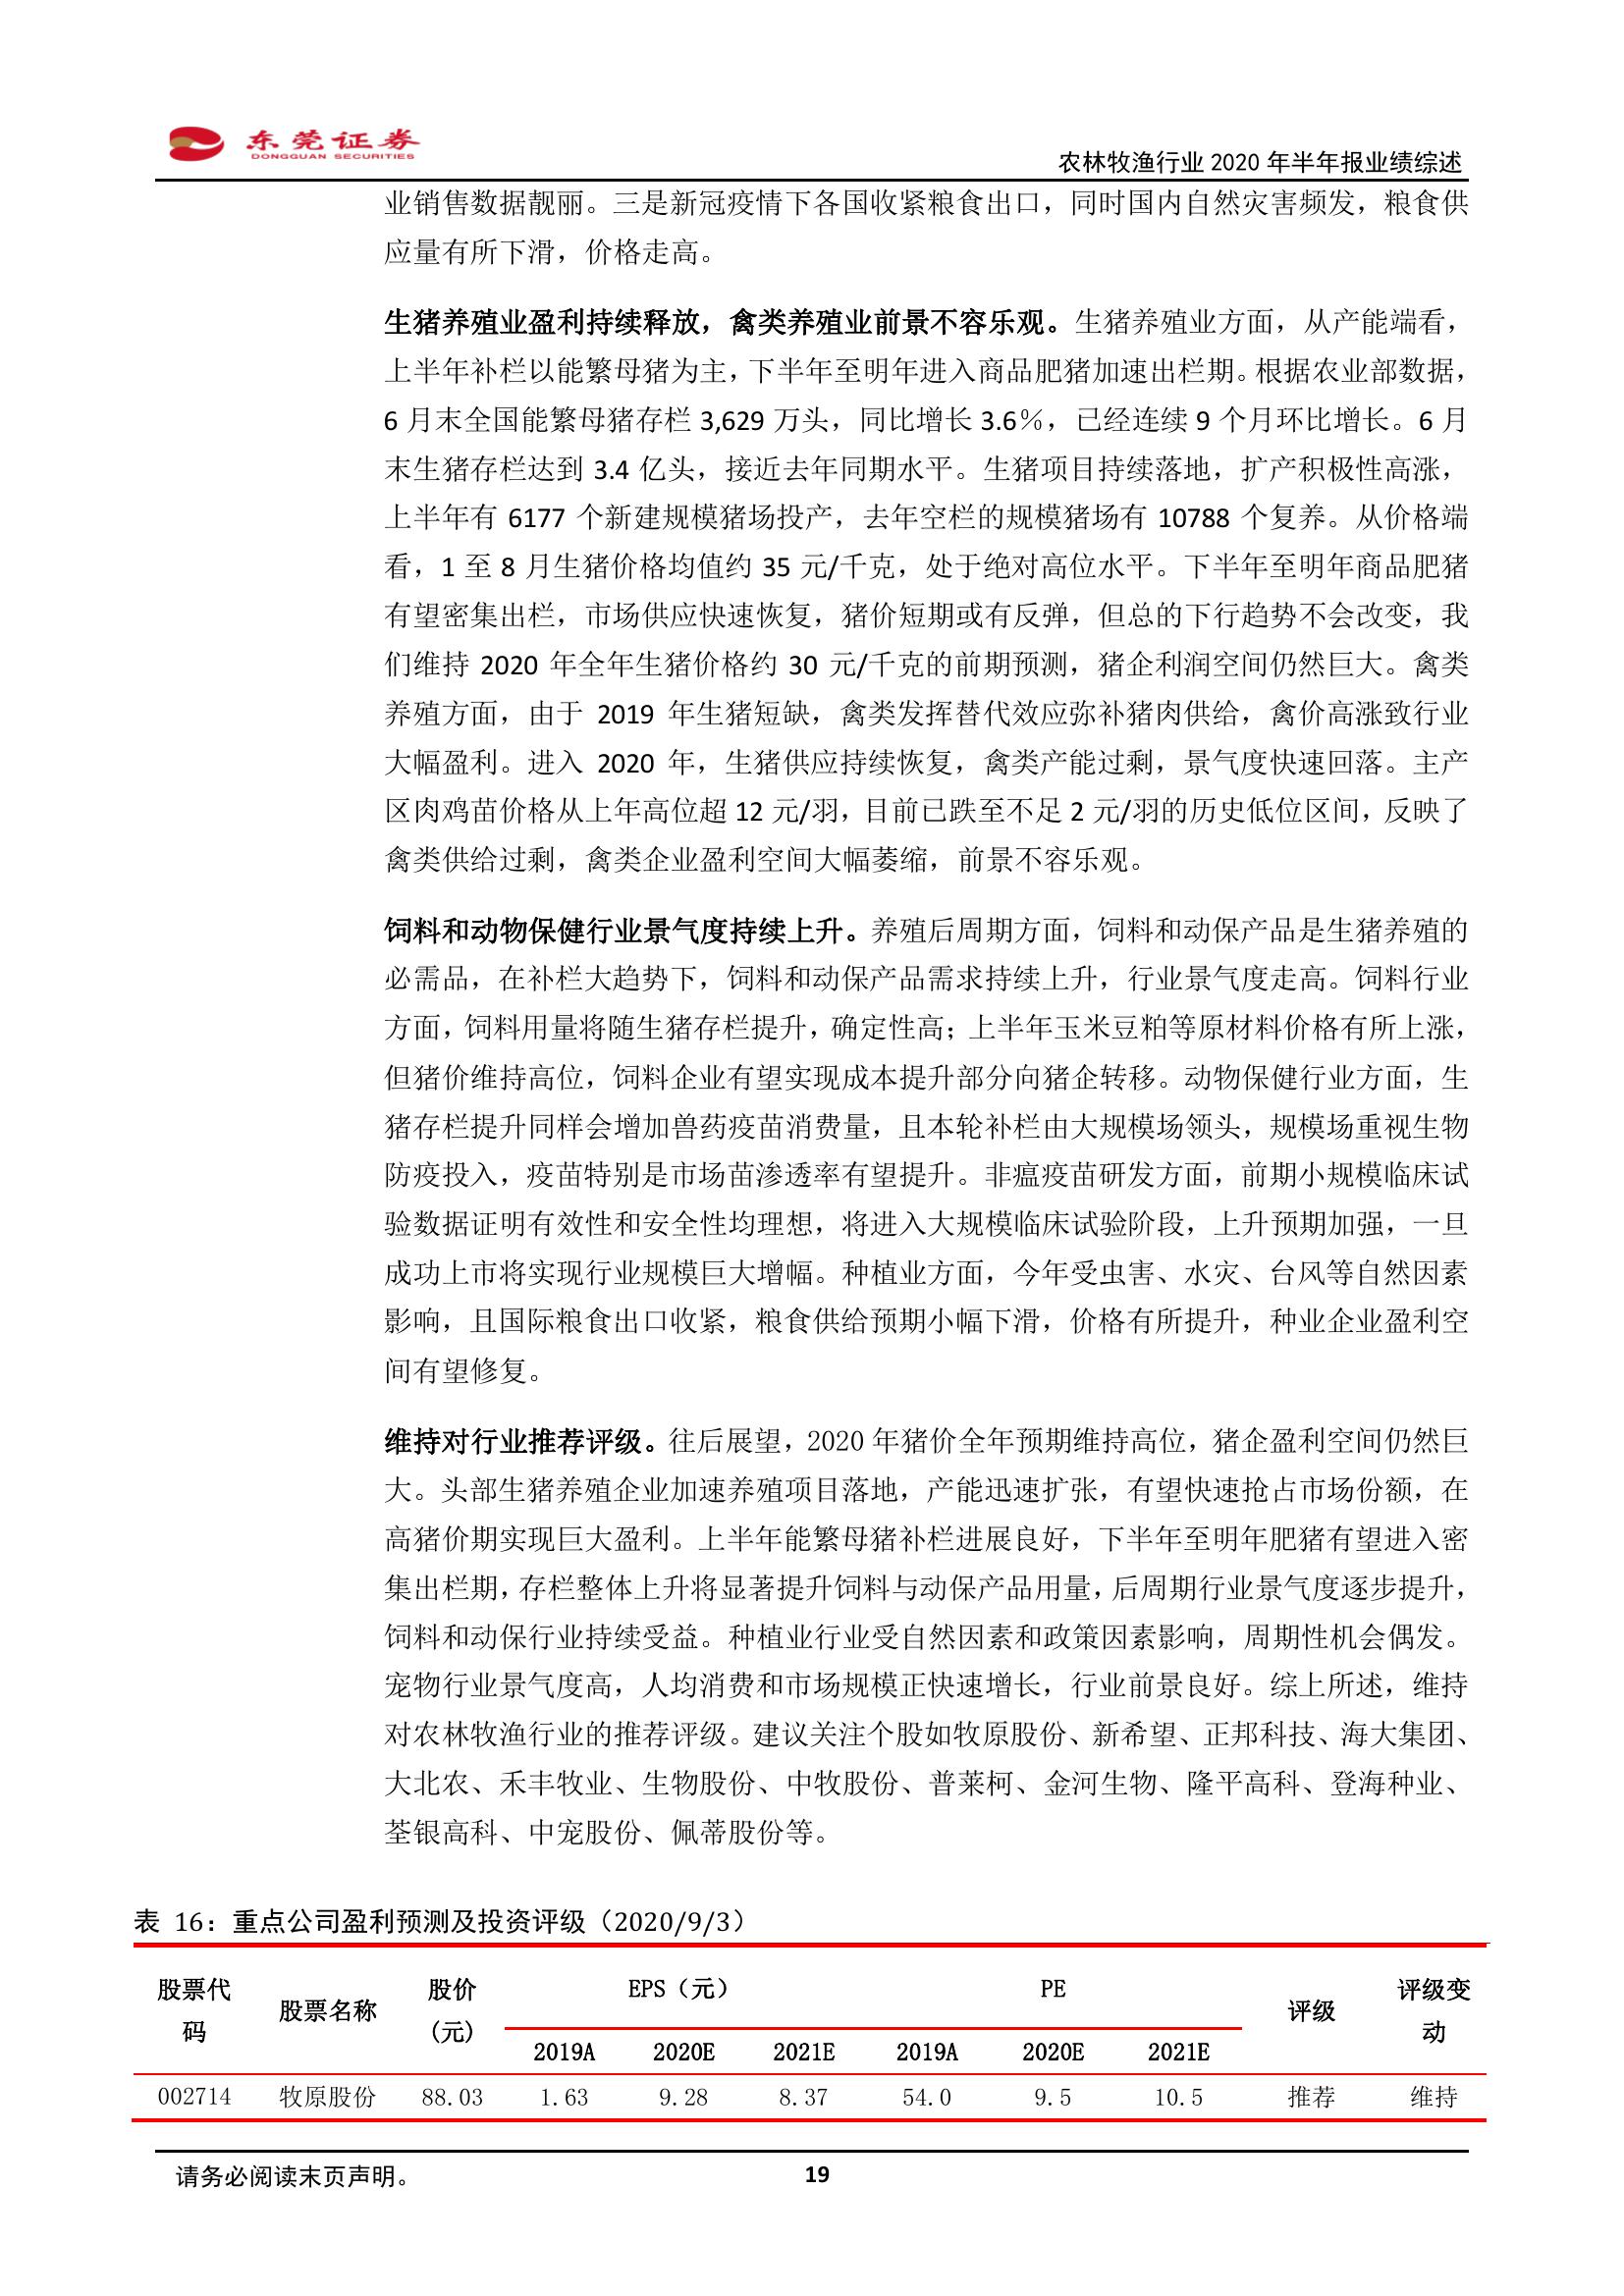 东莞证券
DONGGUAN SECURITIES
农林牧渔行业 2020 年半年报业绩综述
业销售数据靓丽。三是新冠疫情下各国收紧粮食出口，同时国内自然灾害频发，粮食供
应量有所下滑，价格走高。
生猪养殖业盈利持续释放，禽类养殖业前景不容乐观。生猪养殖业方面，从产能端看，
上半年补栏以能繁母猪为主，下半年至明年进入商品肥猪加速出栏期。根据农业部数据，
6 月末全国能繁母猪存栏 3,629 万头，同比增长 3.6%，已经连续 9 个月环比增长。6 月
末生猪存栏达到 3.4 亿头，接近去年同期水平。生猪项目持续落地，扩产积极性高涨，
上半年有 6177 个新建规模猪场投产，去年空栏的规模猪场有 10788 个复养。从价格端
看，1 至 8 月生猪价格均值约 35 元/千克，处于绝对高位水平。下半年至明年商品肥猪
有望密集出栏，市场供应快速恢复，猪价短期或有反弹，但总的下行趋势不会改变，我
们维持 2020 年全年生猪价格约 30 元/千克的前期预测，猪企利润空间仍然巨大。禽类
养殖方面，由于 2019 年生猪短缺，禽类发挥替代效应弥补猪肉供给，禽价高涨致行业
大幅盈利。进入 2020 年，生猪供应持续恢复，禽类产能过剩，景气度快速回落。主产
区肉鸡苗价格从上年高位超 12 元/羽，目前已跌至不足 2 元/羽的历史低位区间，反映了
禽类供给过剩，禽类企业盈利空间大幅萎缩，前景不容乐观。
饲料和动物保健行业景气度持续上升。养殖后周期方面，饲料和动保产品是生猪养殖的
必需品，在补栏大趋势下，饲料和动保产品需求持续上升，行业景气度走高。饲料行业
方面，饲料用量将随生猪存栏提升，确定性高；上半年玉米豆粕等原材料价格有所上涨，
但猪价维持高位，饲料企业有望实现成本提升部分向猪企转移。动物保健行业方面，生
猪存栏提升同样会增加兽药疫苗消费量，且本轮补栏由大规模场领头，规模场重视生物
防疫投入，疫苗特别是市场苗渗透率有望提升。非瘟疫苗研发方面，前期小规模临床试
验数据证明有效性和安全性均理想，将进入大规模临床试验阶段，上升预期加强，一旦
成功上市将实现行业规模巨大增幅。种植业方面，今年受虫害、水灾、台风等自然因素
影响，且国际粮食出口收紧，粮食供给预期小幅下滑，价格有所提升，种业企业盈利空
间有望修复。
维持对行业推荐评级。往后展望，2020 年猪价全年预期维持高位，猪企盈利空间仍然巨
大。头部生猪养殖企业加速养殖项目落地，产能迅速扩张，有望快速抢占市场份额，在
高猪价期实现巨大盈利。上半年能繁母猪补栏进展良好，下半年至明年肥猪有望进入密
集出栏期，存栏整体上升将显著提升饲料与动保产品用量，后周期行业景气度逐步提升，
饲料和动保行业持续受益。种植业行业受自然因素和政策因素影响，周期性机会偶发。
宠物行业景气度高，人均消费和市场规模正快速增长，行业前景良好。综上所述，维持
对农林牧渔行业的推荐评级。建议关注个股如牧原股份、新希望、正邦科技、海大集团、
大北农、禾丰牧业、生物股份、中牧股份、普莱柯、金河生物、隆平高科、登海种业、
荃银高科、中宠股份、佩蒂股份等。
表 16：重点公司盈利预测及投资评级（2020/9/3）
股票代码 股票名称 股价(元) EPS（元） PE 评级 评级变动
2019A 2020E 2021E 2019A 2020E 2021E
002714 牧原股份 88.03 1.63 9.28 8.37 54.0 9.5 10.5 推荐 维持
请务必阅读末页声明。
19